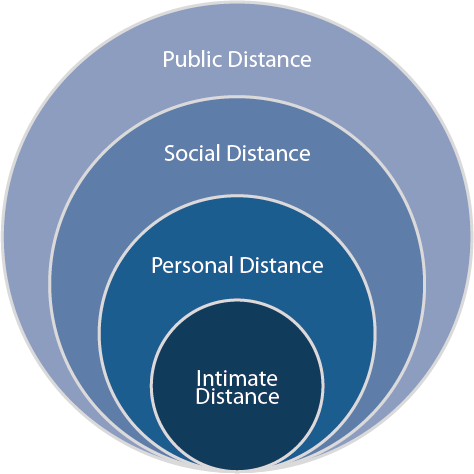 Public Distance
Social Distance
Personal Distance
Intimate
Distance